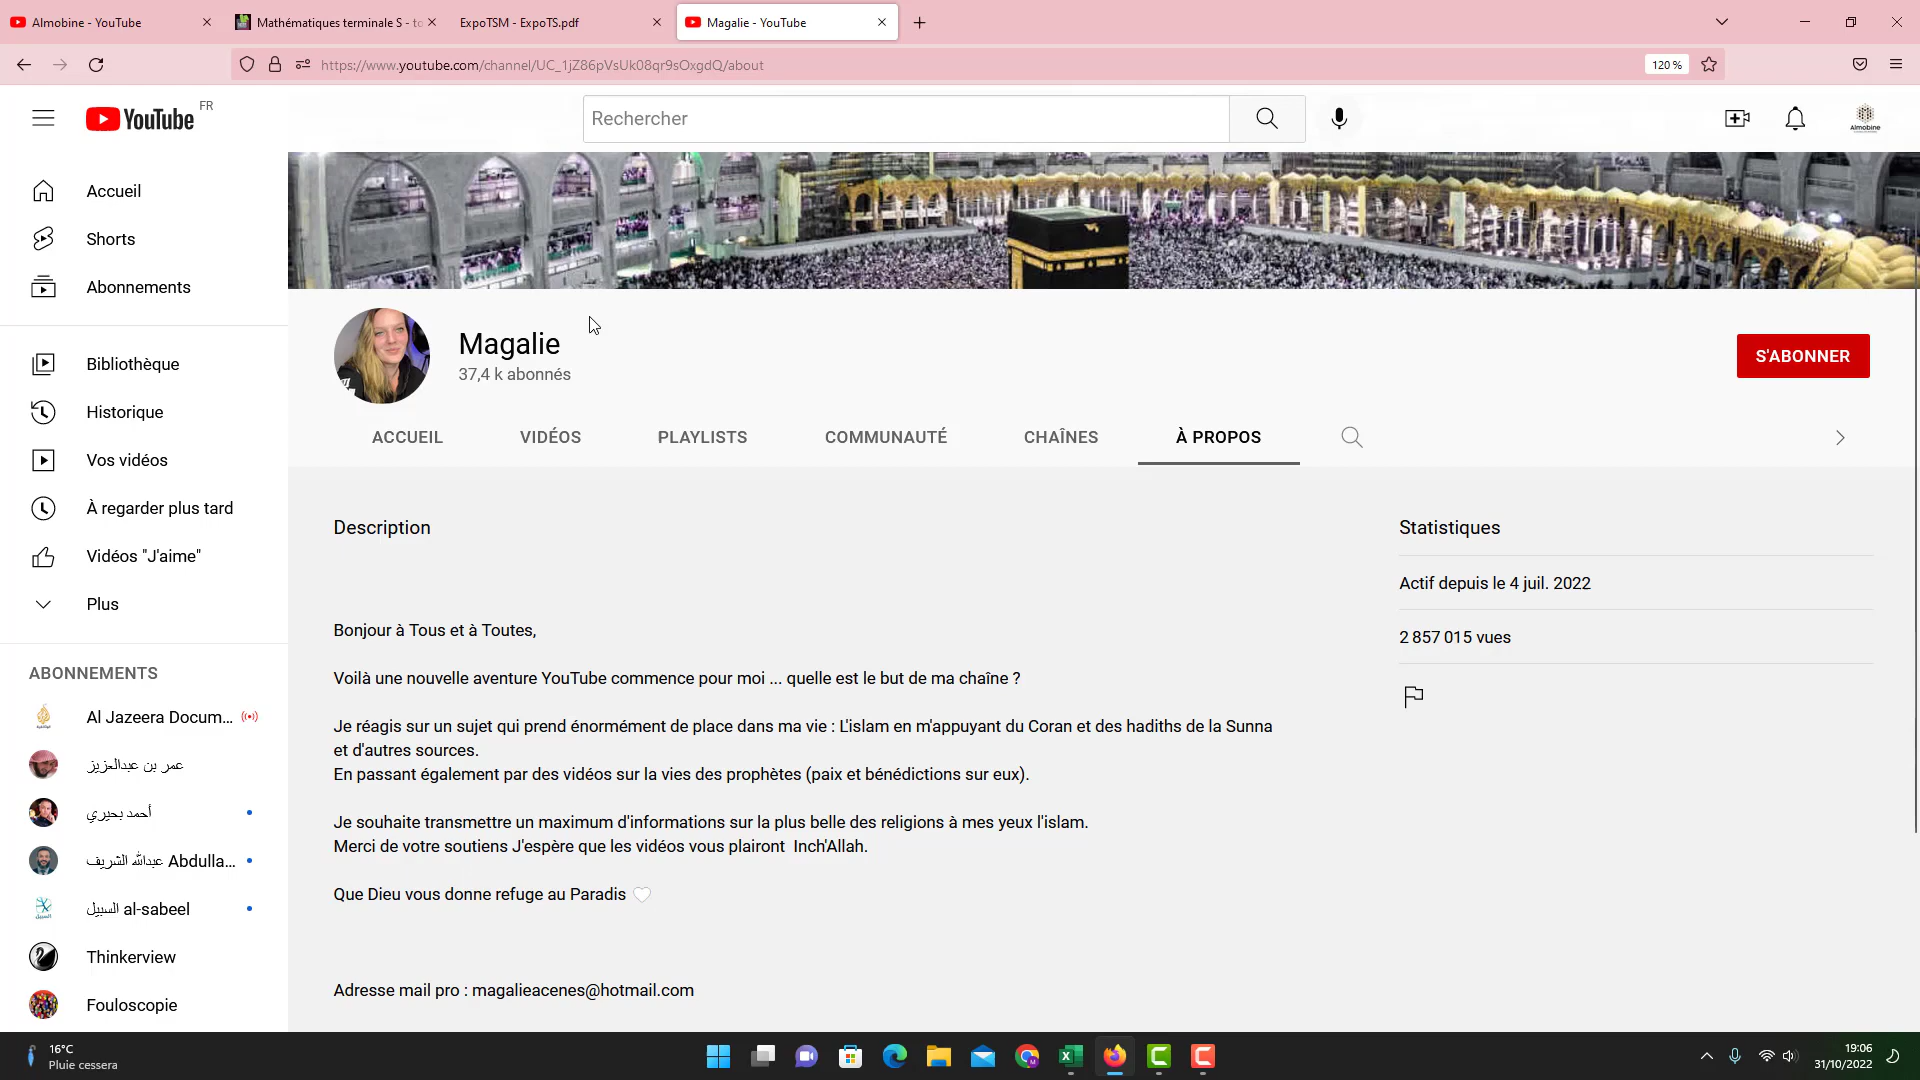 Almobine - YouTube
Mathématiques terminale S - to
ExpoTSM - ExpoTS.pdf
Magalie - YouTube
https://www.youtube.com/channel/UC_1jZ86pVsUk08qr9sOxgdQ/about
120 %
YouTube FR
Rechercher
Almobine
Accueil
Shorts
Abonnements
Bibliothèque
Historique
Vos vidéos
À regarder plus tard
Vidéos "J'aime"
Plus
ABONNEMENTS
Al Jazeera Docum...
عمر بن عبدالعزيز
أحمد بحيري
عبدالله الشريف Abdulla...
السبيل al-sabeel
Thinkerview
Fouloscopie
Magalie
37,4 k abonnés
S'ABONNER
ACCUEIL
VIDÉOS
PLAYLISTS
COMMUNAUTÉ
CHAÎNES
À PROPOS
Description
Bonjour à Tous et à Toutes,
Voilà une nouvelle aventure YouTube commence pour moi ... quelle est le but de ma chaîne ?
Je réagis sur un sujet qui prend énormément de place dans ma vie : L'islam en m'appuyant du Coran et des hadiths de la Sunna
et d'autres sources.
En passant également par des vidéos sur la vies des prophètes (paix et bénédictions sur eux).
Je souhaite transmettre un maximum d'informations sur la plus belle des religions à mes yeux l'islam.
Merci de votre soutiens J'espère que les vidéos vous plairont Inch'Allah.
Que Dieu vous donne refuge au Paradis
Adresse mail pro : magalieacenes@hotmail.com
Statistiques
Actif depuis le 4 juil. 2022
2 857 015 vues
16°C
Pluie cessera
19:06
31/10/2022